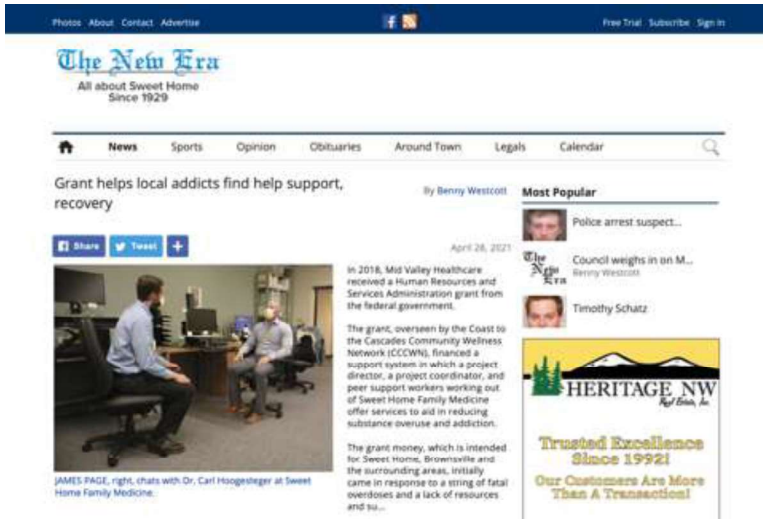 Photos About Contact Advertise
Free Trial Subscribe Sign In
The New Era
All about Sweet Home
Since 1929
News Sports Opinion Obituaries Around Town Legals Calendar
Grant helps local addicts find help support,
recovery
By Benny Westcott
Share Tweet
April 28, 2021
JAMES PAGE, right, chats with Dr. Carl Hoogesteger at Sweet
Home Family Medicine.
In 2018, Mid Valley Healthcare
received a Human Resources and
Services Administration grant from
the federal government.
The grant, overseen by the Coast to
the Cascades Community Wellness
Network (CCCWN), financed a
support system in which a project
director, a project coordinator, and
peer support workers working out
of Sweet Home Family Medicine
offer services to aid in reducing
substance overuse and addiction.
The grant money, which is intended
for Sweet Home, Brownsville and
the surrounding areas, initially
came in response to a string of fatal
overdoses and a lack of resources
and su...
Most Popular
Police arrest suspect...
The New Era
Council weighs in on M...
Benny Westcott
Timothy Schatz
HERITAGE NW
Real Estate, Inc.
Trusted Excellence
Since 1992!
Our Customers Are More
Than A Transaction!